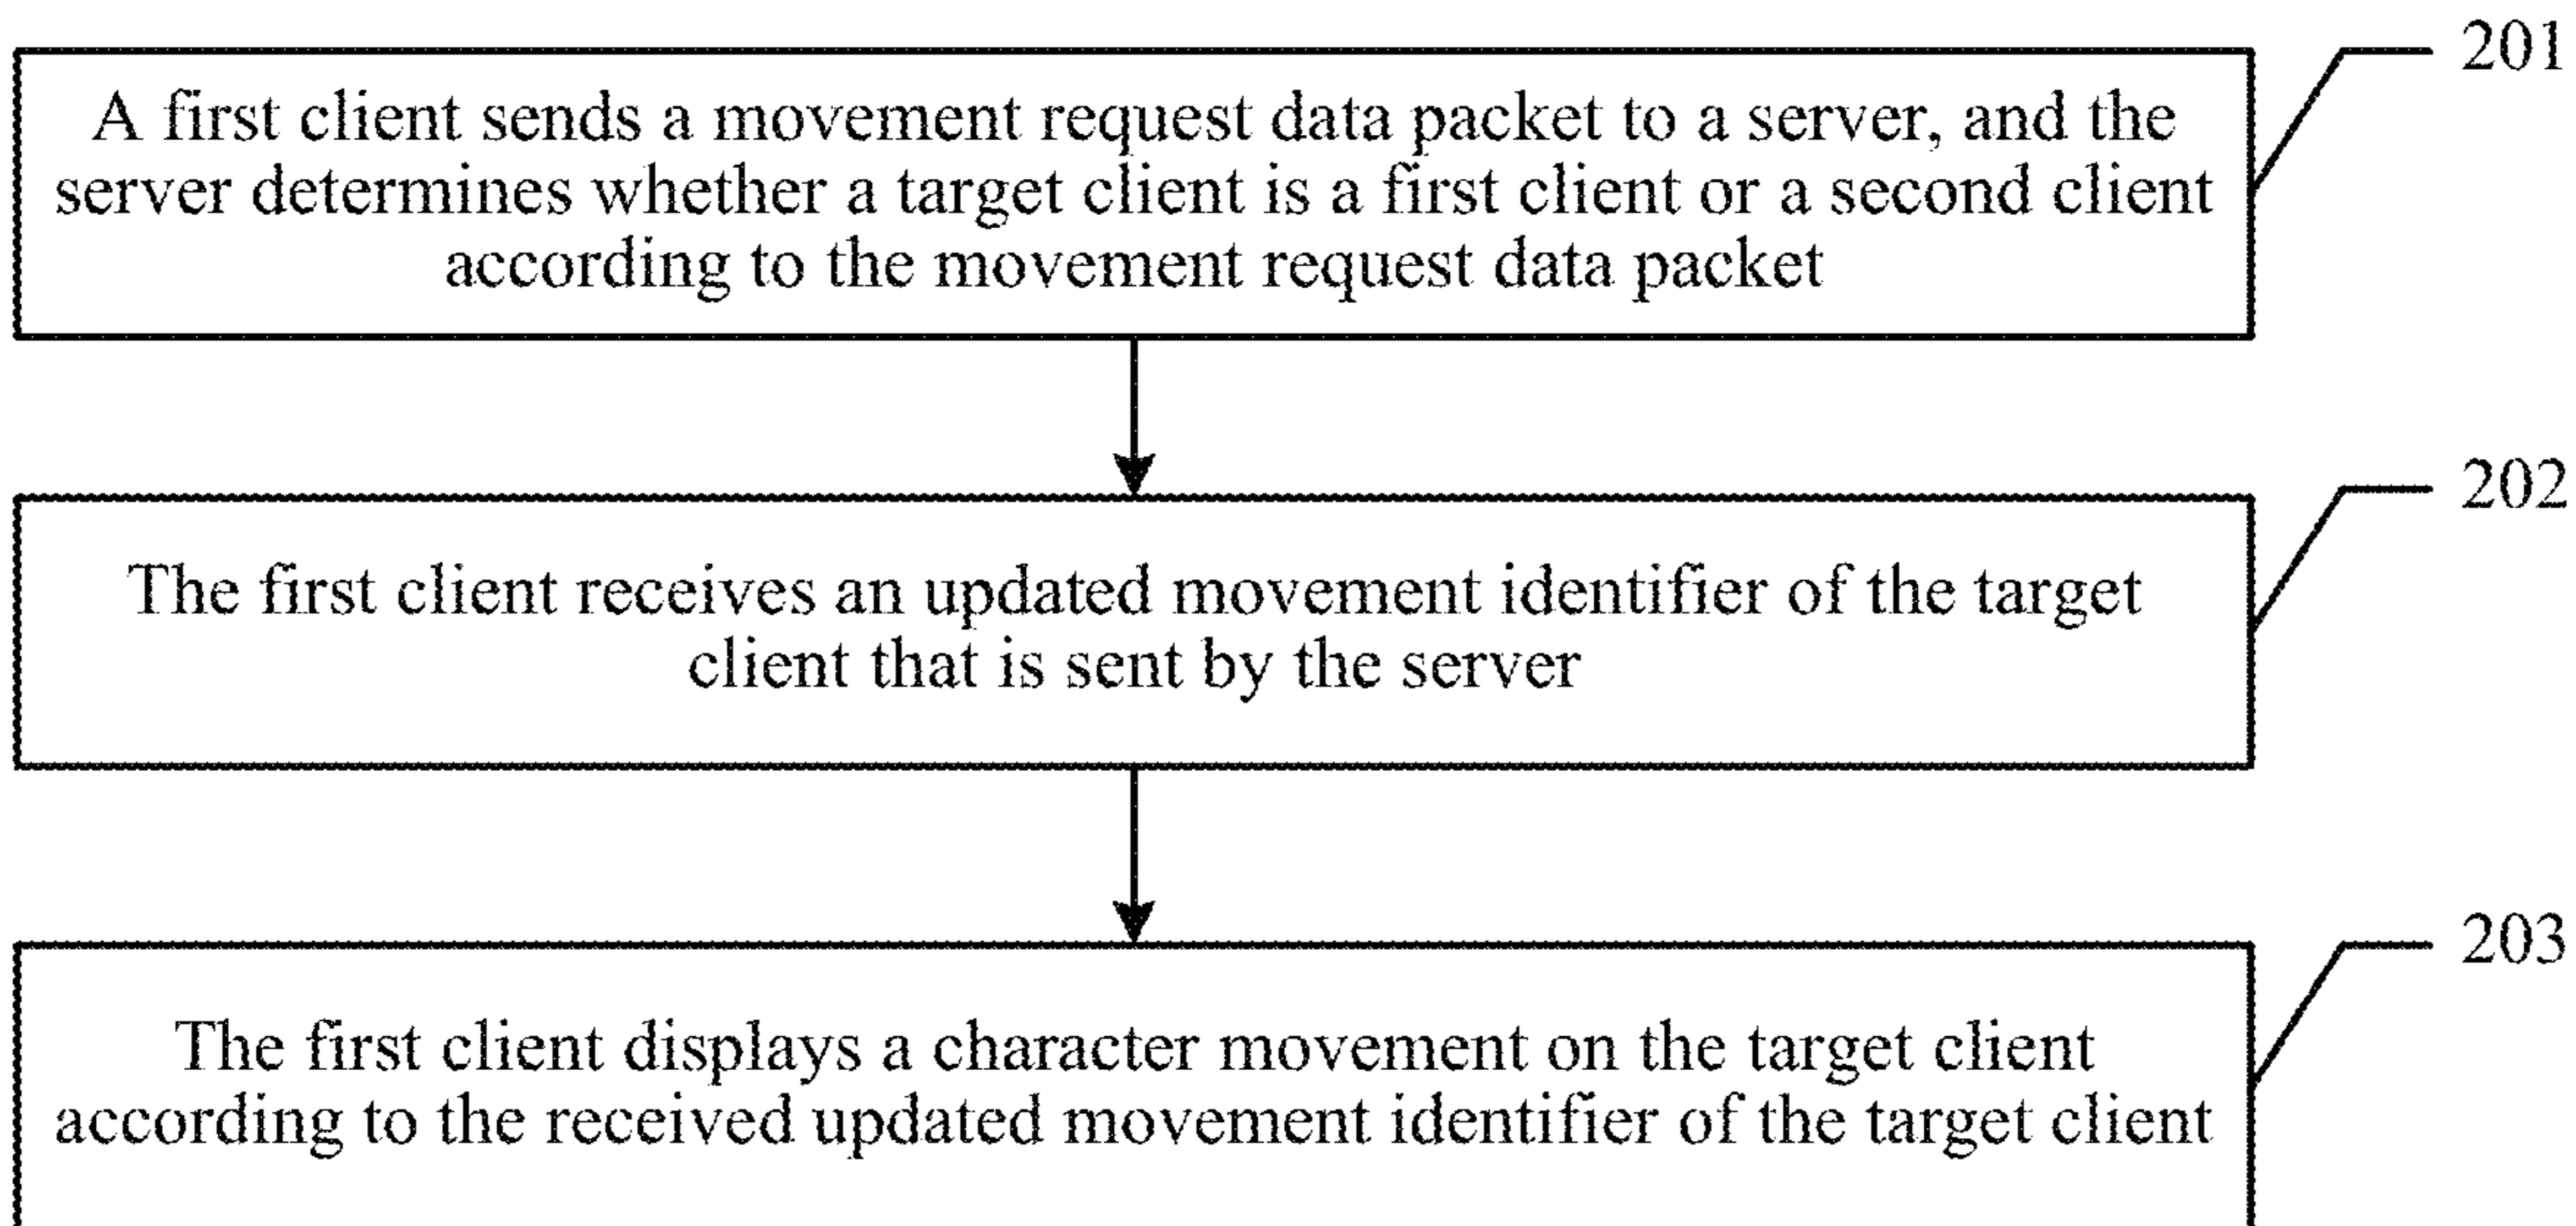 201
A first client sends a movement request data packet to a server, and the
server determines whether a target client is a first client or a second client
according to the movement request data packet
202
The first client receives an updated movement identifier of the target
client that is sent by the server
203
The first client displays a character movement on the target client
according to the received updated movement identifier of the target client